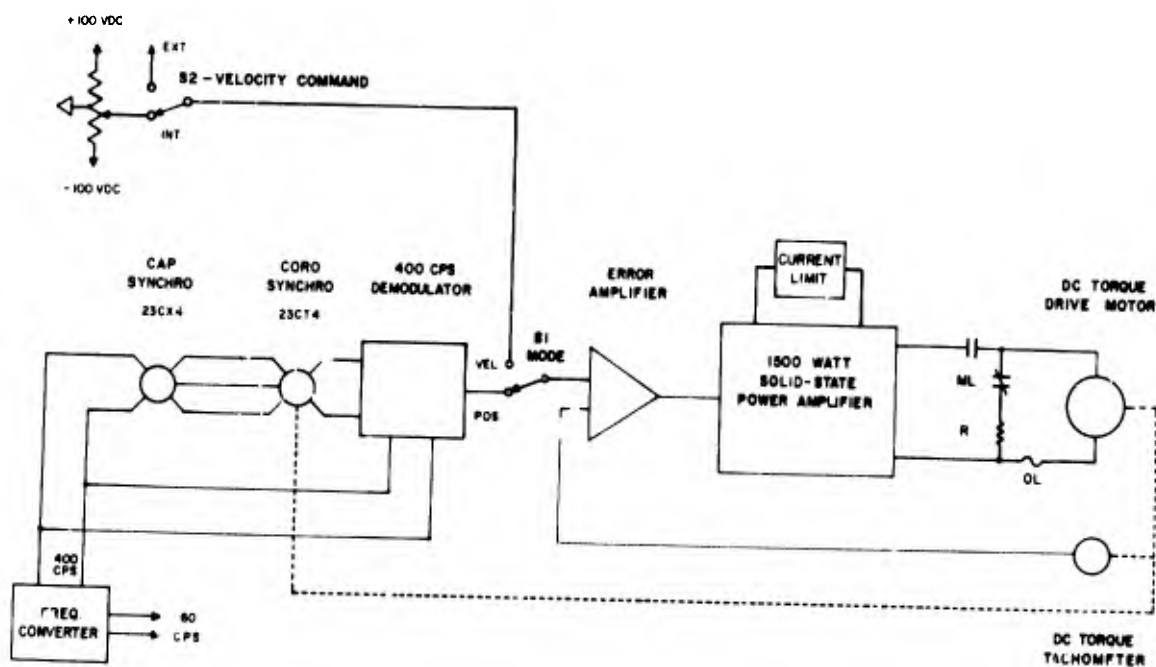 +100 VDC
EXT
S2 - VELOCITY COMMAND
INT.
-100 VDC
CAP
SYNCHRO
23CX4
CORO
SYNCHRO
23CT4
400 CPS
DEMODULATOR
ERROR
AMPLIFIER
CURRENT
LIMIT
DC TORQUE
DRIVE MOTOR
S1
MODE
VEL
POS
1500 WATT
SOLID-STATE
POWER AMPLIFIER
ML
R
OL
400
CPS
FREQ.
CONVERTER
60
CPS
DC TORQUE
TACHOMETER